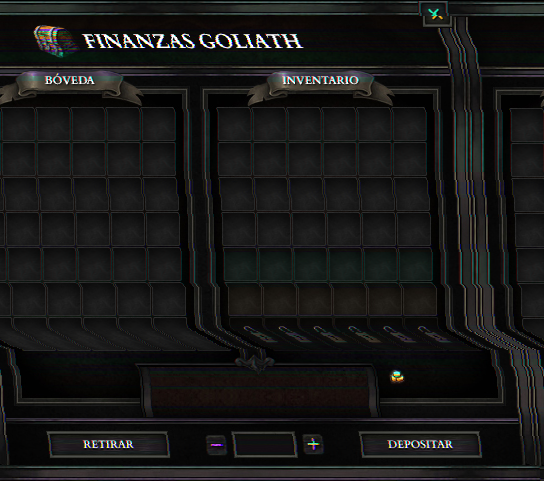 FINANZAS GOLIATH
BÓVEDA
INVENTARIO
RETIRAR
DEPOSITAR